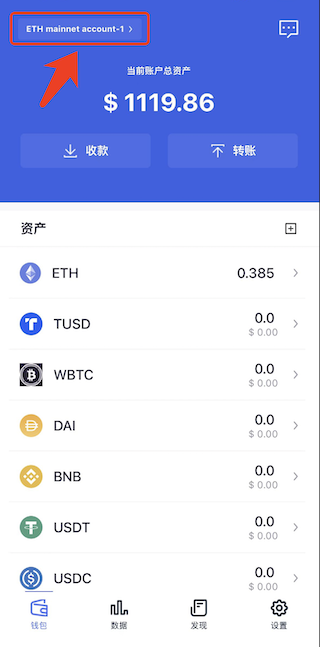 ETH mainnet account-1 >
当前账户总资产
$ 1119.86
收款 转账
资产
ETH 0.385
TUSD 0.0
$ 0.00
WBTC 0.0
$ 0.00
DAI 0.0
$ 0.00
BNB 0.0
$ 0.00
USDT 0.0
$ 0.00
USDC 0.0
$ 0.00
钱包 数据 发现 设置